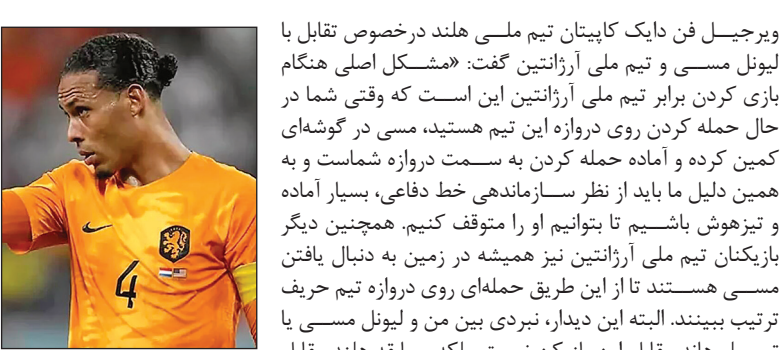 ویرجیل فن دایک کاپیتان تیم ملی هلند درخصوص تقابل با
لیونل مسی و تیم ملی آرژانتین گفت: «مشکل اصلی هنگام
بازی کردن برابر تیم ملی آرژانتین این است که وقتی شما در
حال حمله کردن روی دروازه این تیم هستید، مسی در گوشه‌ای
کمین کرده و آماده حمله کردن به سمت دروازه شماست و به
همین دلیل ما باید از نظر سازماندهی خط دفاعی، بسیار آماده
و تیزهوش باشیم تا بتوانیم او را متوقف کنیم. همچنین دیگر
بازیکنان تیم ملی آرژانتین نیز همیشه در زمین به دنبال یافتن
مسی هستند تا از این طریق حمله‌ای روی دروازه تیم حریف
ترتیب ببینند. البته این دیدار، نبردی بین من و لیونل مسی یا
4